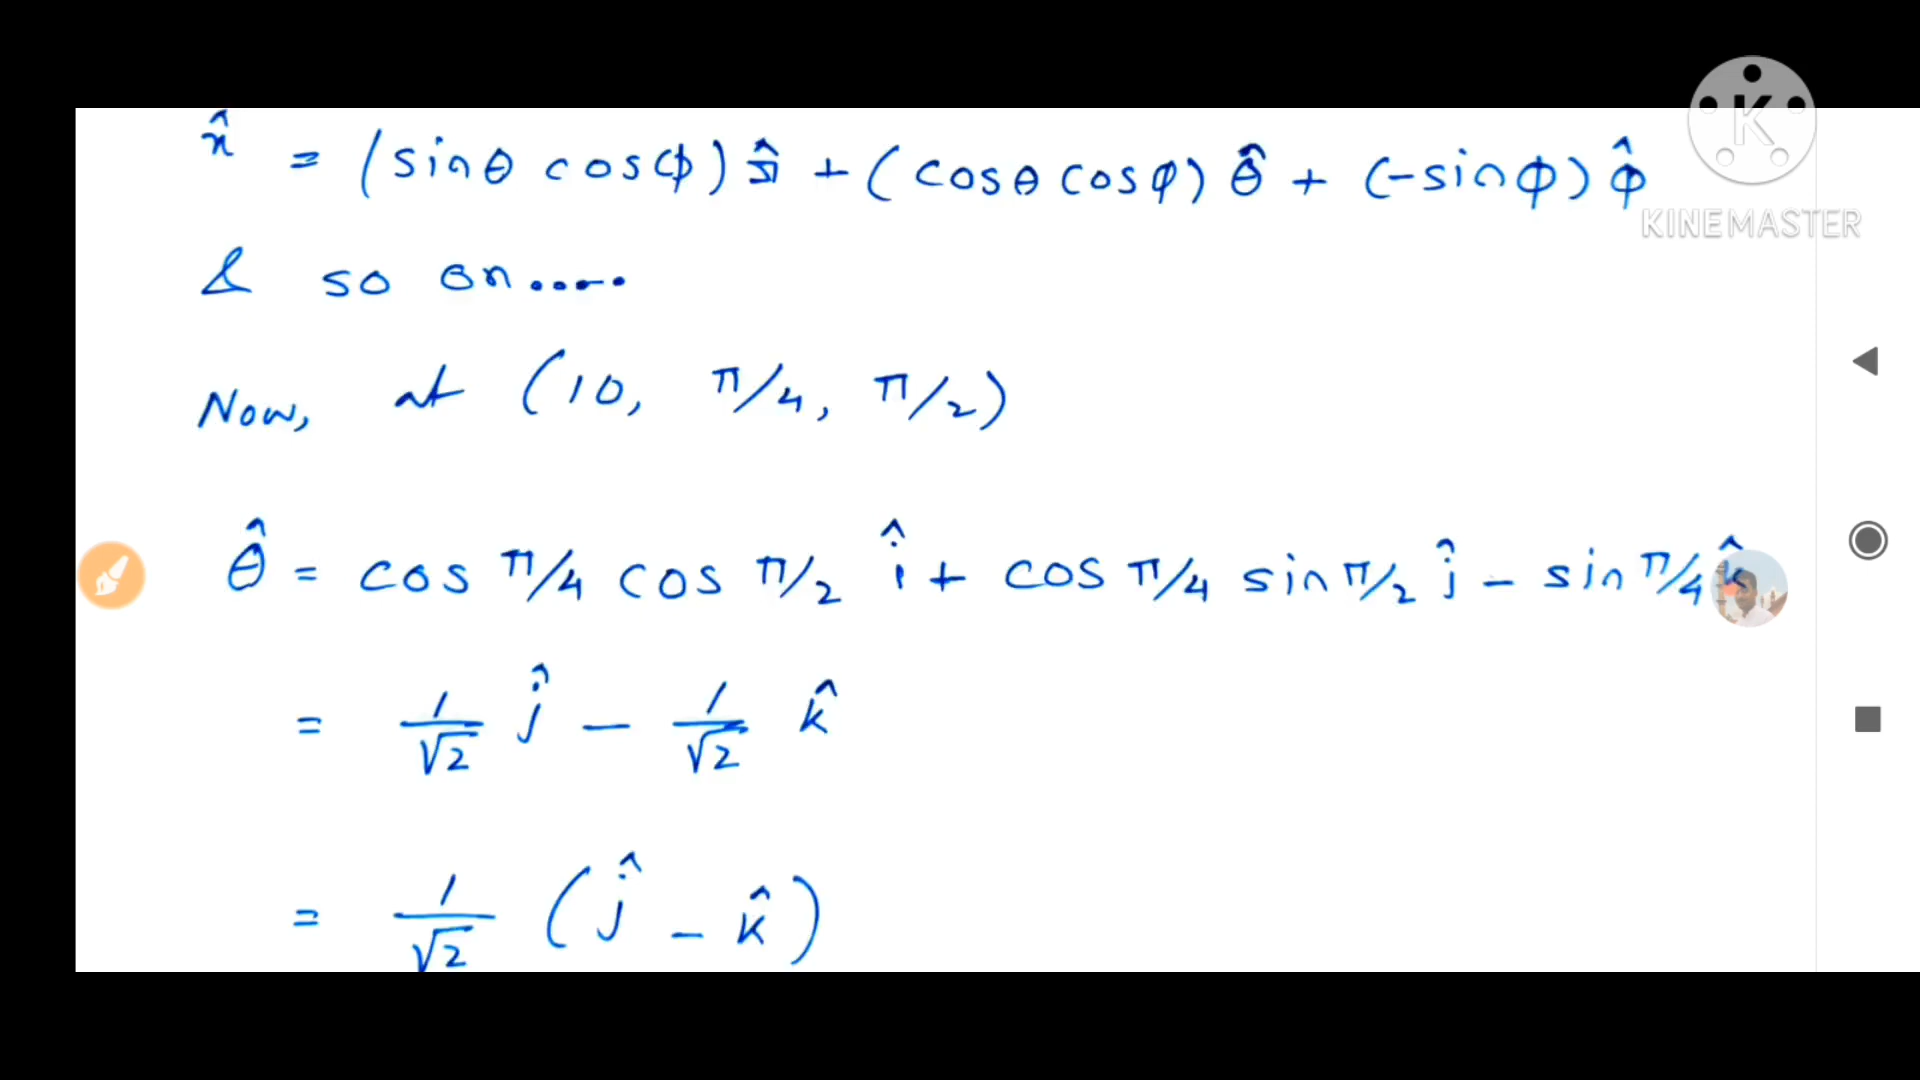 x̂ = (sinθ cosφ) r̂ + (cosθ cosφ) θ̂ + (-sinφ) φ̂
KINEMASTER
& so on.....
Now, at (10, π/4, π/2)
θ̂ = cos π/4 cos π/2 î + cos π/4 sin π/2 ĵ - sin π/4 k̂
= 1/√2 ĵ - 1/√2 k̂
= 1/√2 (ĵ - k̂)